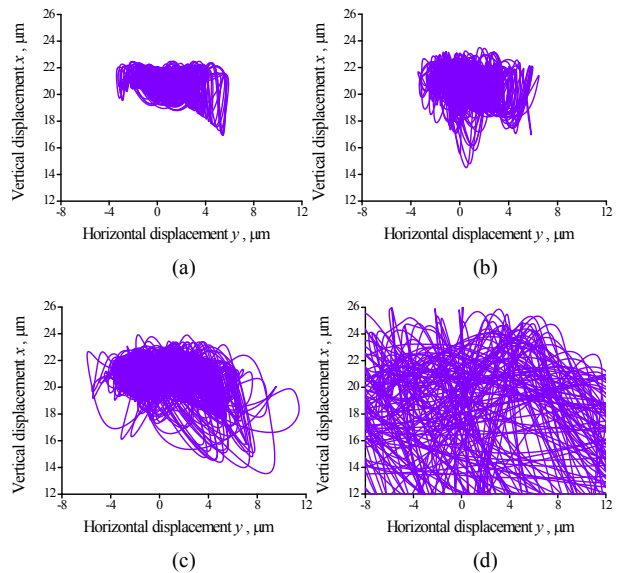 26
24
22
20
18
16
14
12
-8 -4 0 4 8 12
Vertical displacement x , μm
Horizontal displacement y , μm
(a)
26
24
22
20
18
16
14
12
-8 -4 0 4 8 12
Vertical displacement x , μm
Horizontal displacement y , μm
(b)
26
24
22
20
18
16
14
12
-8 -4 0 4 8 12
Vertical displacement x , μm
Horizontal displacement y , μm
(c)
26
24
22
20
18
16
14
12
-8 -4 0 4 8 12
Vertical displacement x , μm
Horizontal displacement y , μm
(d)